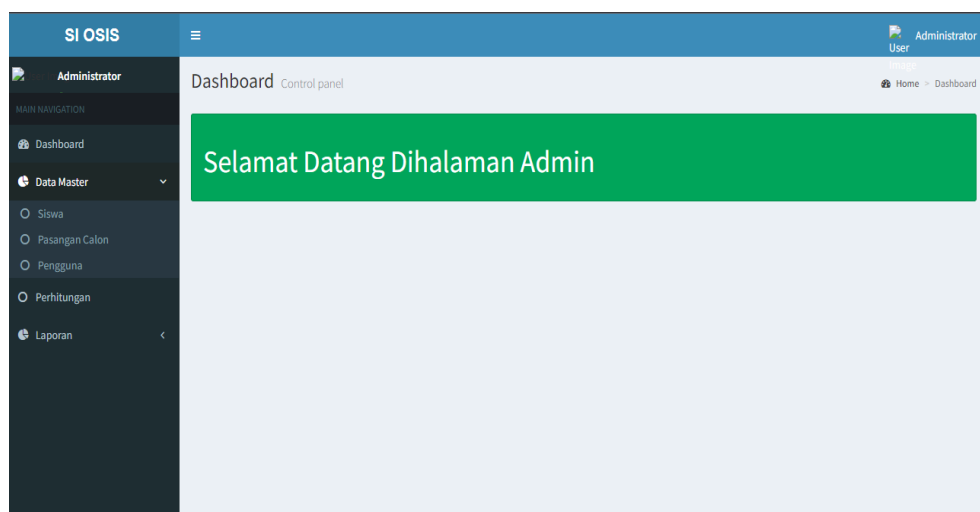 SI OSIS
User
Image
Administrator
Administrator
MAIN NAVIGATION
Dashboard
Data Master
Siswa
Pasangan Calon
Pengguna
Perhitungan
Laporan
Dashboard Control panel
Home > Dashboard
Selamat Datang Dihalaman Admin